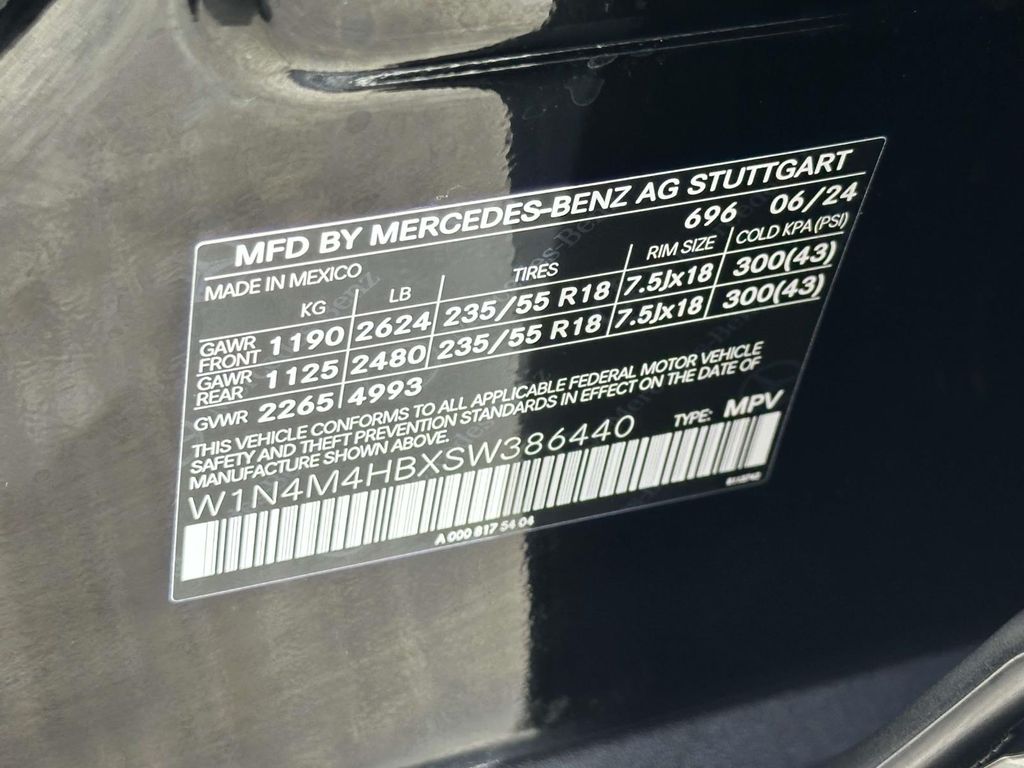 MFD BY MERCEDES-BENZ AG STUTTGART
MADE IN MEXICO 696 06/24
KG LB TIRES RIM SIZE COLD KPA (PSI)
GAWR FRONT 1190 2624 235/55 R18 7.5Jx18 300(43)
GAWR REAR 1125 2480 235/55 R18 7.5Jx18 300(43)
GVWR 2265 4993
THIS VEHICLE CONFORMS TO ALL APPLICABLE FEDERAL MOTOR VEHICLE
SAFETY AND THEFT PREVENTION STANDARDS IN EFFECT ON THE DATE OF
MANUFACTURE SHOWN ABOVE.
W1N4M4HBXSW386440 TYPE: MPV
A 000 817 54 04